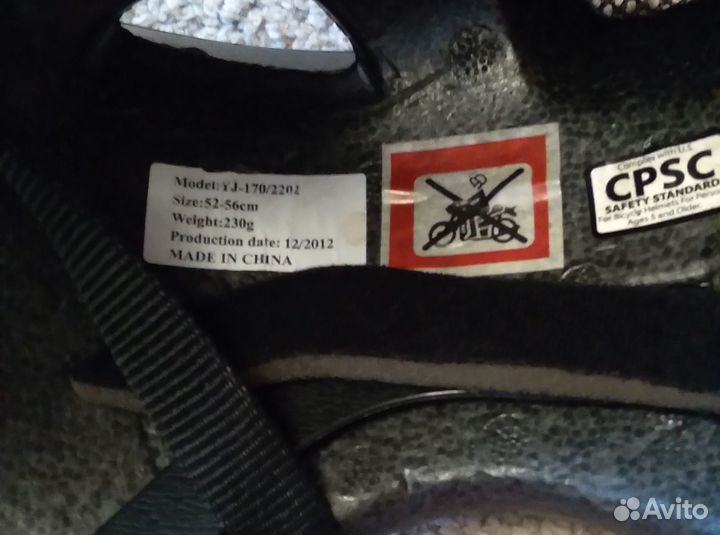 Model:YJ-170/2202
Size:52-56cm
Weight:230g
Production date: 12/2012
MADE IN CHINA
Complies with U.S
CPSC
SAFETY STANDARD
For Bicycle Helmets For Person
Ages 5 and Older.
Avito